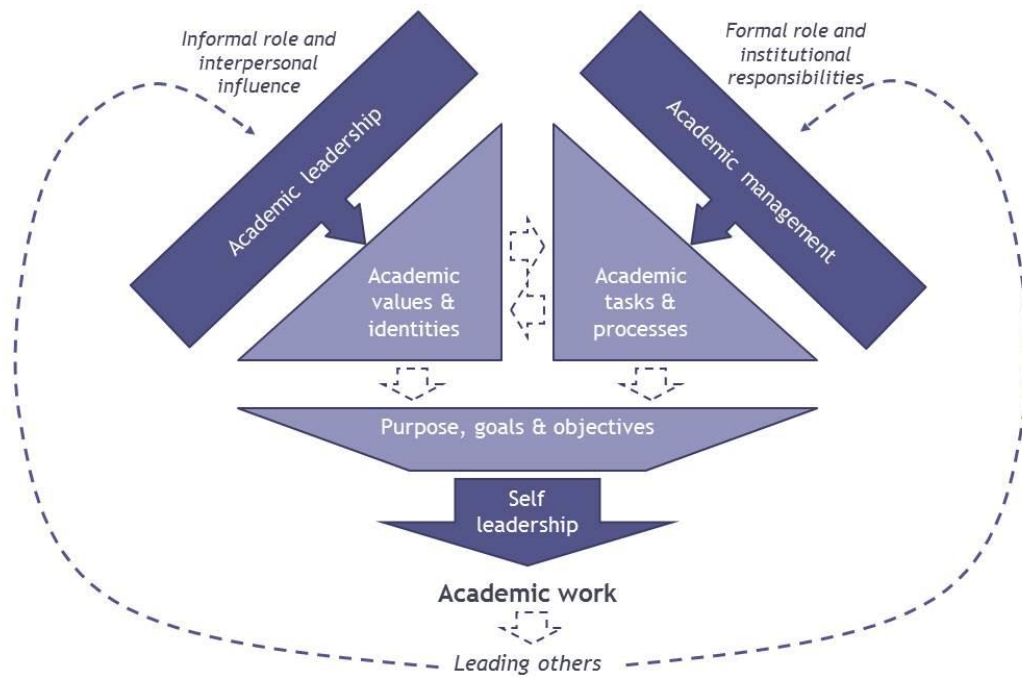 Informal role and
interpersonal
influence
Formal role and
institutional
responsibilities
Academic leadership
Academic management
Academic
values &
identities
Academic
tasks &
processes
Purpose, goals & objectives
Self
leadership
Academic work
Leading others